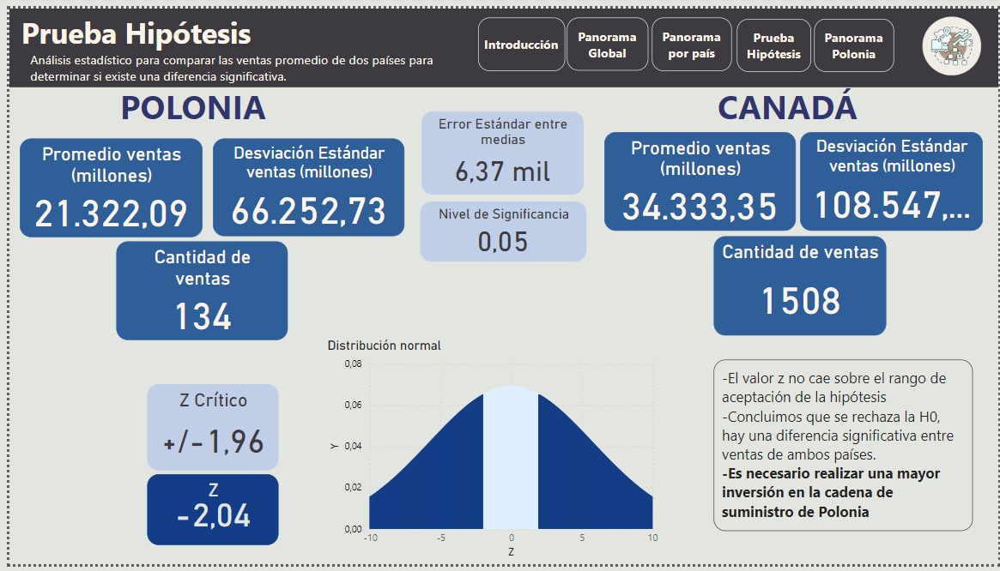 Prueba Hipótesis
Análisis estadístico para comparar las ventas promedio de dos países para
determinar si existe una diferencia significativa.
Introducción
Panorama
Global
Panorama
por país
Prueba
Hipótesis
Panorama
Polonia
POLONIA
Promedio ventas
(millones)
21.322,09
Desviación Estándar
ventas (millones)
66.252,73
Cantidad de
ventas
134
Error Estándar entre
medias
6,37 mil
Nivel de Significancia
0,05
CANADÁ
Promedio ventas
(millones)
34.333,35
Desviación Estándar
ventas (millones)
108.547,...
Cantidad de ventas
1508
Z Crítico
+/-1,96
Z
-2,04
Distribución normal
0,08
0,06
0,04
0,02
0,00
Y
-10
-5
0
5
10
Z
-El valor z no cae sobre el rango de
aceptación de la hipótesis
-Concluimos que se rechaza la H0,
hay una diferencia significativa entre
ventas de ambos países.
-Es necesario realizar una mayor
inversión en la cadena de
suministro de Polonia